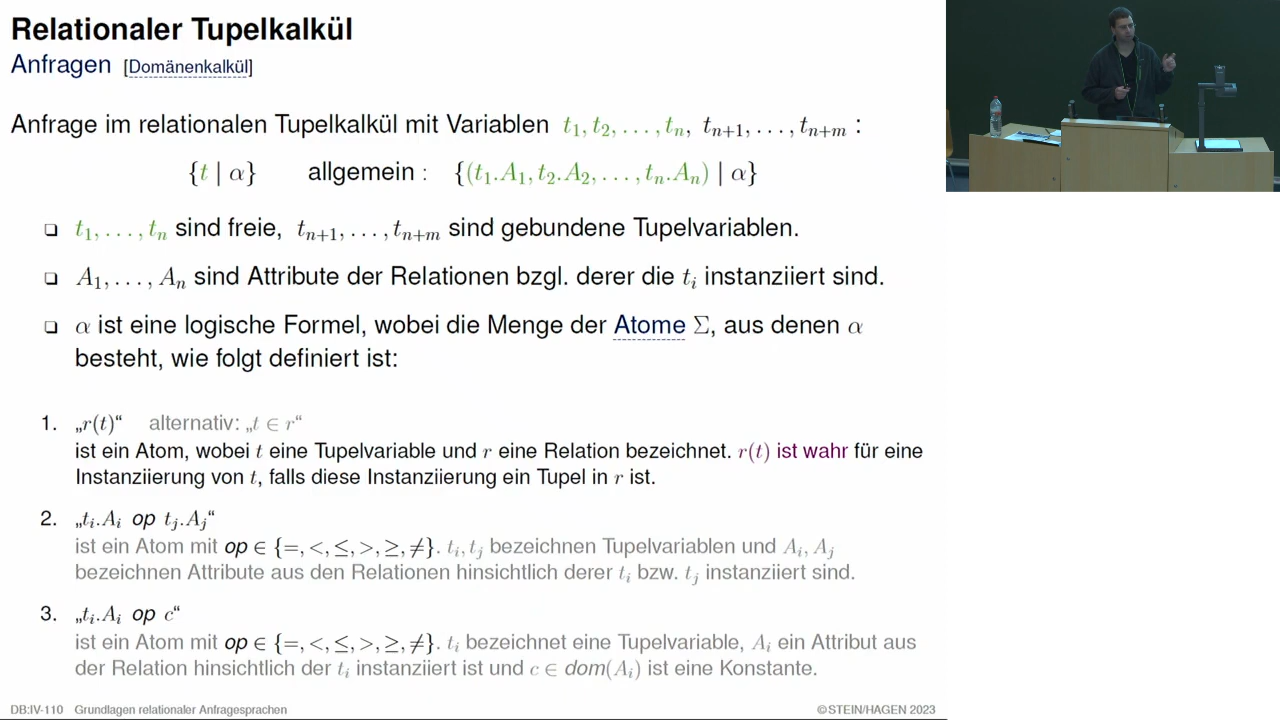 Relationaler Tupelkalkül
Anfragen [Domänenkalkül]
Anfrage im relationalen Tupelkalkül mit Variablen t₁, t₂, . . . , tₙ, tₙ₊₁, . . . , tₙ₊ₘ :
{t | α} allgemein : {(t₁.A₁, t₂.A₂, . . . , tₙ.Aₙ) | α}
❑ t₁, . . . , tₙ sind freie, tₙ₊₁, . . . , tₙ₊ₘ sind gebundene Tupelvariablen.
❑ A₁, . . . , Aₙ sind Attribute der Relationen bzgl. derer die tᵢ instanziiert sind.
❑ α ist eine logische Formel, wobei die Menge der Atome Σ, aus denen α
besteht, wie folgt definiert ist:
1. „r(t)“ alternativ: „t ∈ r“
ist ein Atom, wobei t eine Tupelvariable und r eine Relation bezeichnet. r(t) ist wahr für eine
Instanziierung von t, falls diese Instanziierung ein Tupel in r ist.
2. „tᵢ.Aᵢ op tⱼ.Aⱼ“
ist ein Atom mit op ∈ {=, <, ≤, >, ≥, ≠}. tᵢ, tⱼ bezeichnen Tupelvariablen und Aᵢ, Aⱼ
bezeichnen Attribute aus den Relationen hinsichtlich derer tᵢ bzw. tⱼ instanziiert sind.
3. „tᵢ.Aᵢ op c“
ist ein Atom mit op ∈ {=, <, ≤, >, ≥, ≠}. tᵢ bezeichnet eine Tupelvariable, Aᵢ ein Attribut aus
der Relation hinsichtlich der tᵢ instanziiert ist und c ∈ dom(Aᵢ) ist eine Konstante.
DB:IV-110 Grundlagen relationaler Anfragesprachen ©STEIN/HAGEN 2023